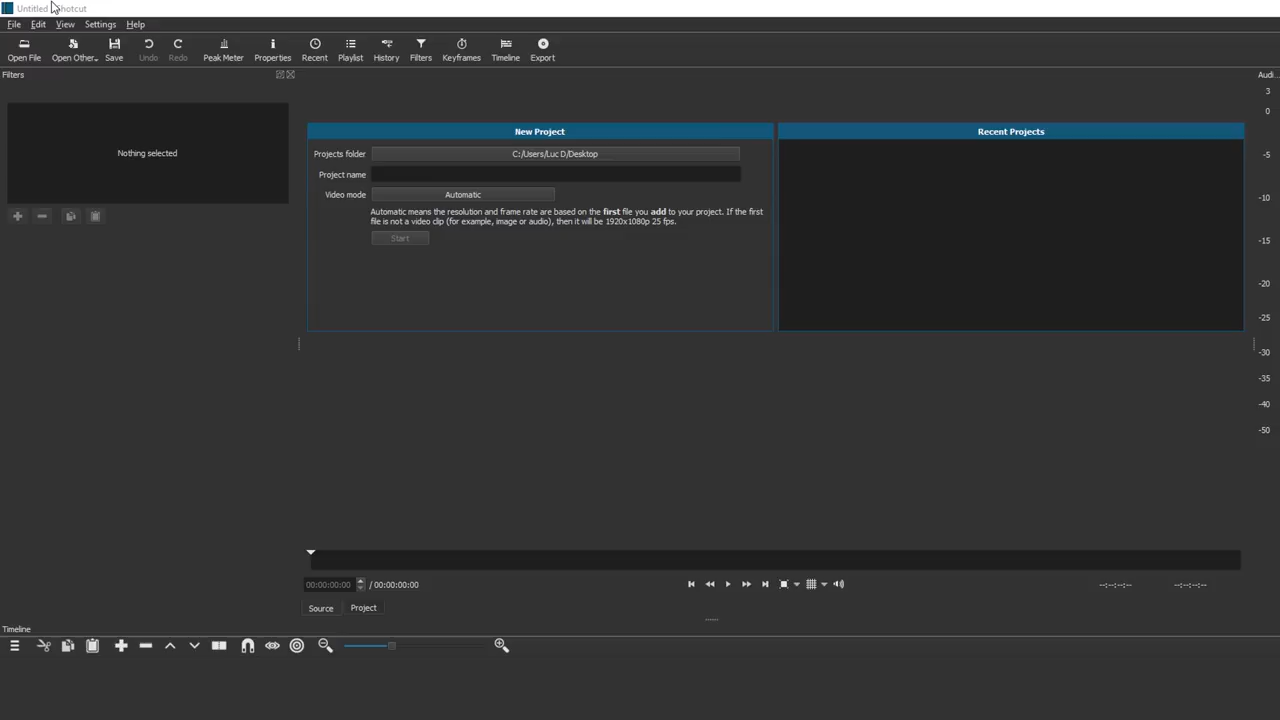 Untitled - Shotcut
File Edit View Settings Help
Open File Open Other... Save Undo Redo Peak Meter Properties Recent Playlist History Filters Keyframes Timeline Export
Filters
Audi...
Nothing selected
New Project
Projects folder C:/Users/Luc D/Desktop
Project name
Video mode Automatic
Automatic means the resolution and frame rate are based on the first file you add to your project. If the first
file is not a video clip (for example, image or audio), then it will be 1920x1080p 25 fps.
Start
Recent Projects
3
0
-5
-10
-15
-20
-25
-30
-35
-40
-50
00:00:00:00 / 00:00:00:00
--:--:--:-- --:--:--:--
Source Project
Timeline